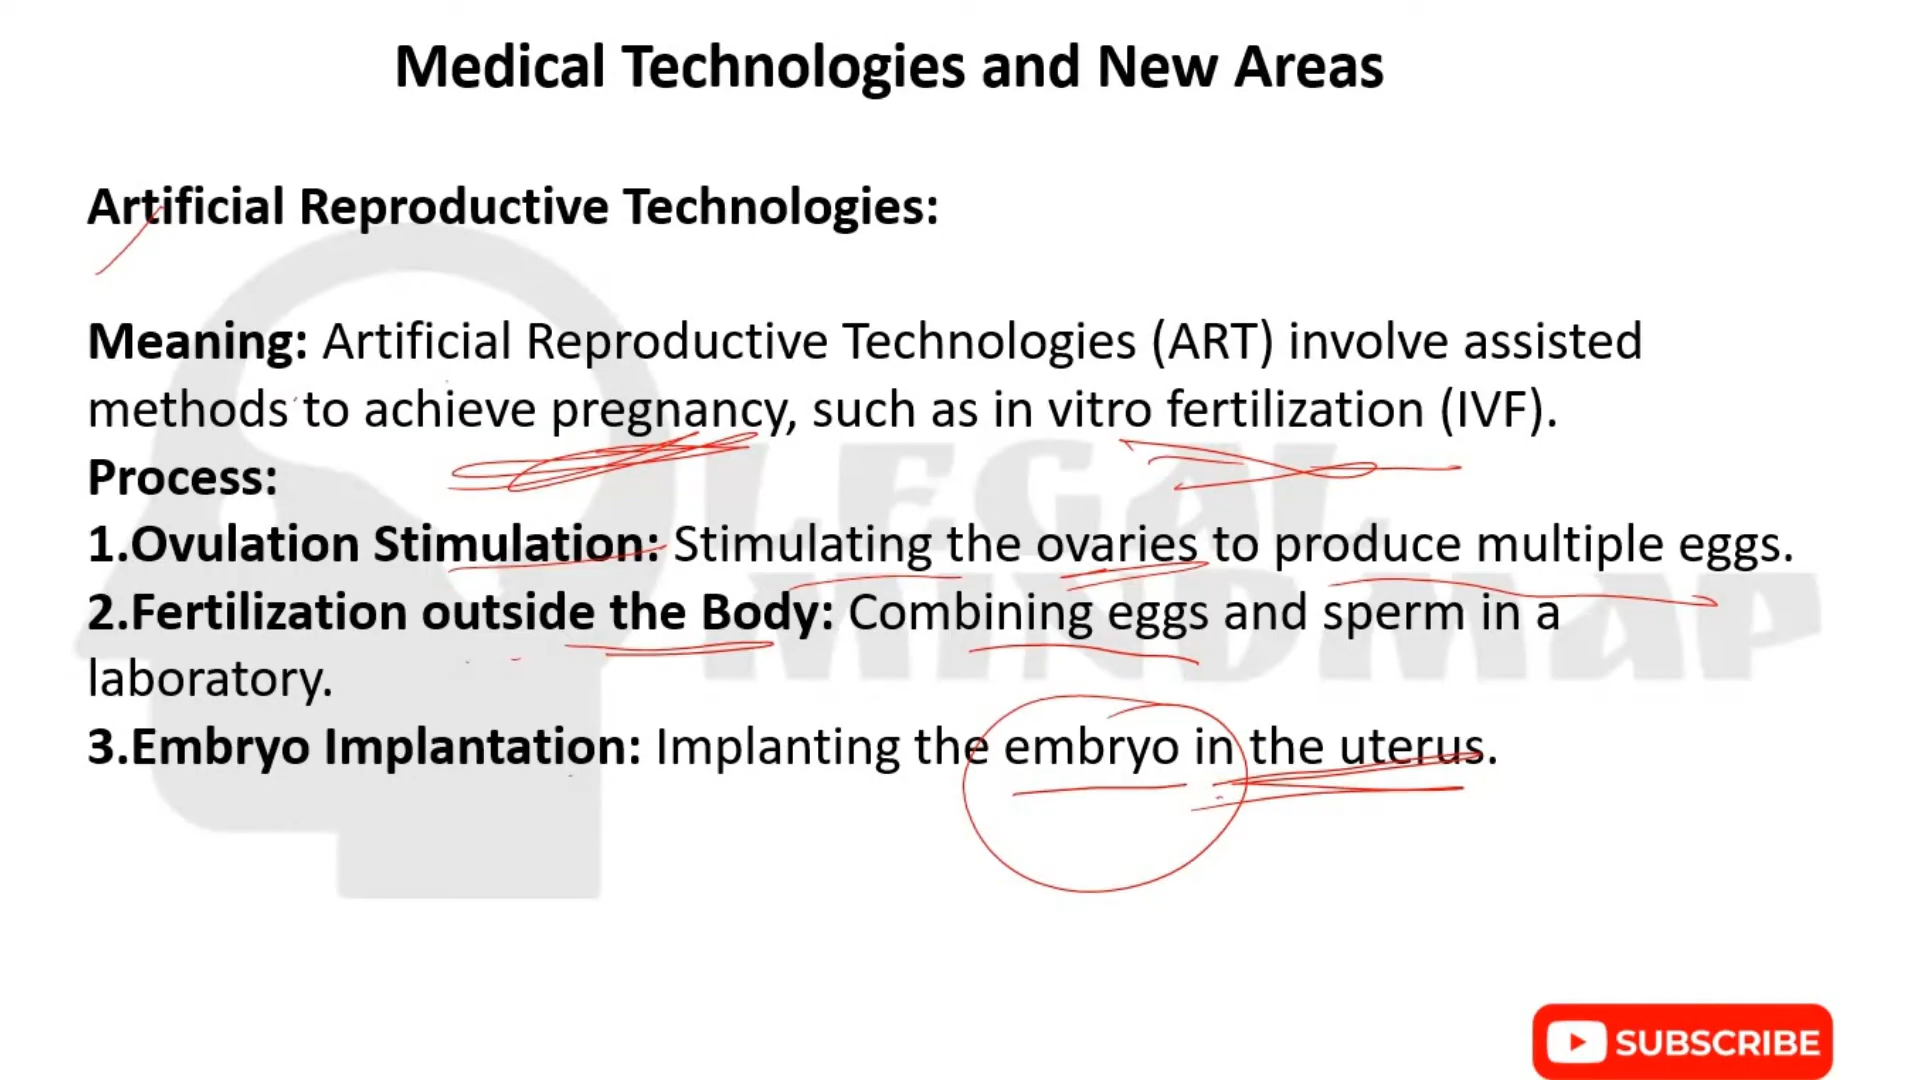 Medical Technologies and New Areas
Artificial Reproductive Technologies:
Meaning: Artificial Reproductive Technologies (ART) involve assisted
methods to achieve pregnancy, such as in vitro fertilization (IVF).
Process:
1.Ovulation Stimulation: Stimulating the ovaries to produce multiple eggs.
2.Fertilization outside the Body: Combining eggs and sperm in a
laboratory.
3.Embryo Implantation: Implanting the embryo in the uterus.
LEGAL
MINDMAP
SUBSCRIBE